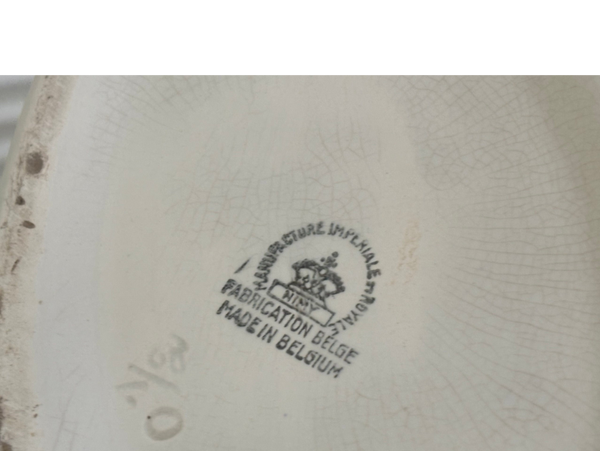 MANUFACTURE IMPERIALE ET ROYALE
NIMY
FABRICATION BELGE
MADE IN BELGIUM